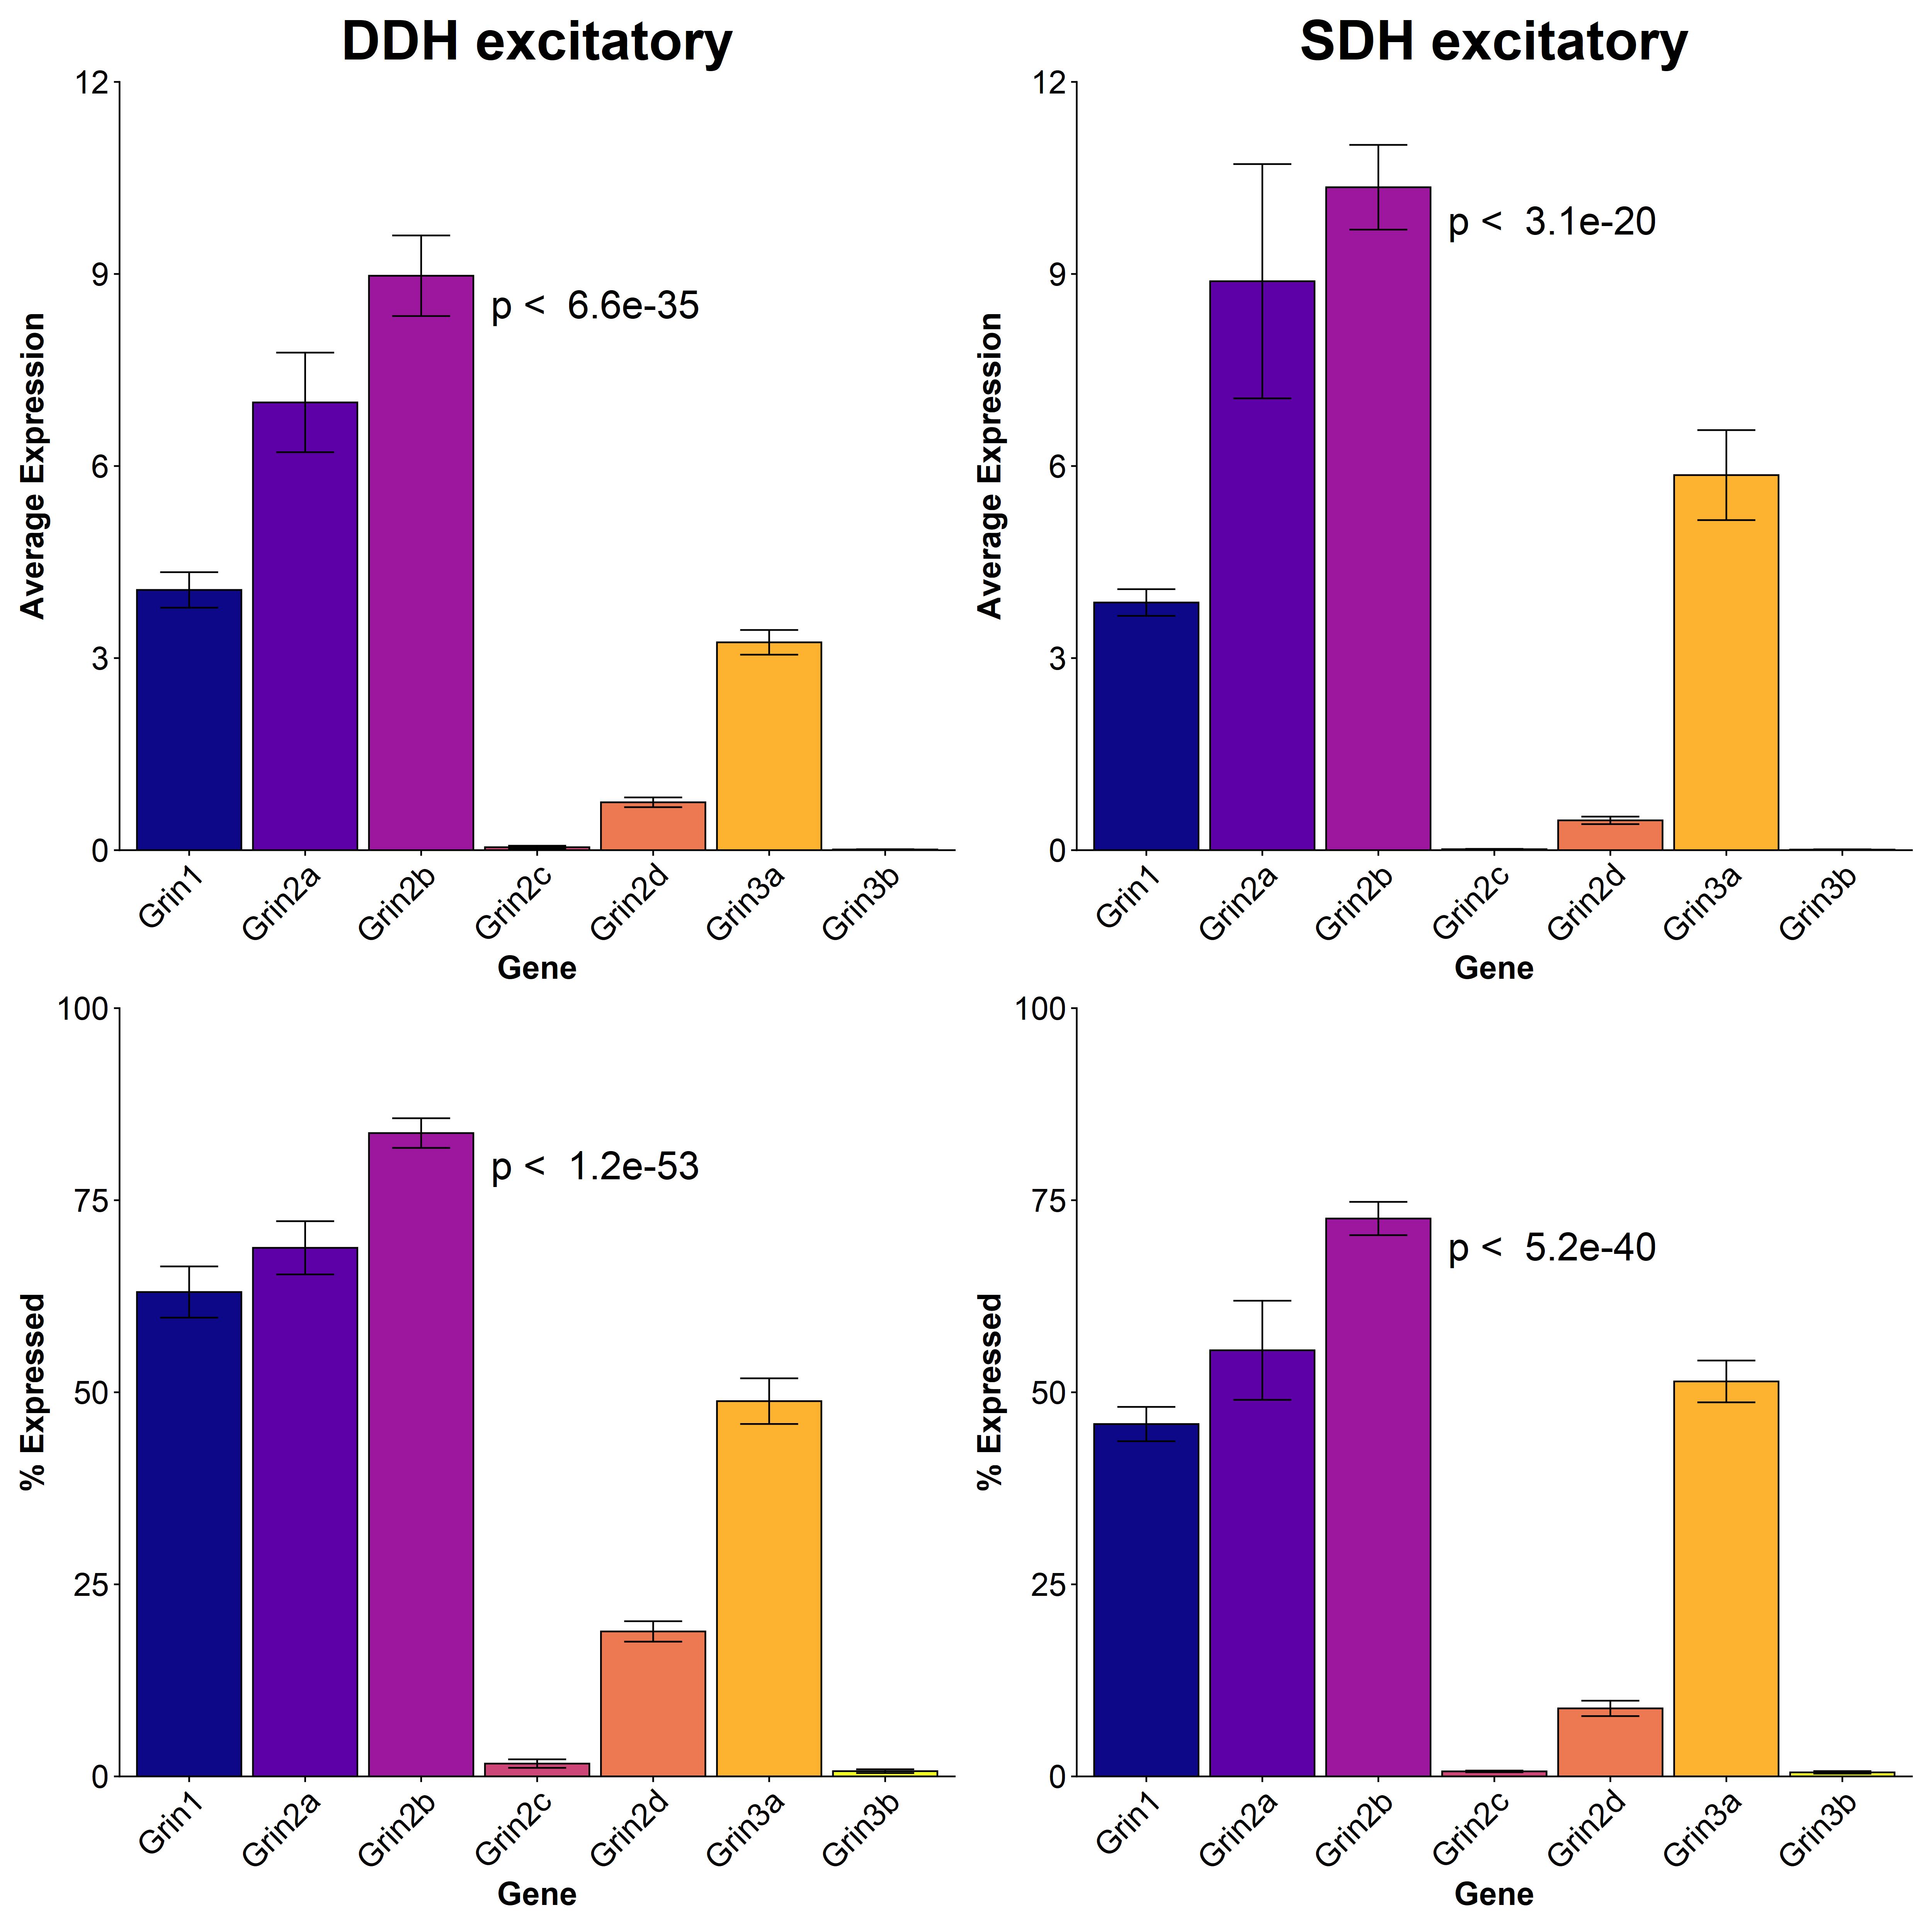 DDH excitatory
Average Expression
12
9
6
3
0
p < 6.6e-35
Grin1
Grin2a
Grin2b
Grin2c
Grin2d
Grin3a
Grin3b
Gene
SDH excitatory
Average Expression
12
9
6
3
0
p < 3.1e-20
Grin1
Grin2a
Grin2b
Grin2c
Grin2d
Grin3a
Grin3b
Gene
% Expressed
100
75
50
25
0
p < 1.2e-53
Grin1
Grin2a
Grin2b
Grin2c
Grin2d
Grin3a
Grin3b
Gene
% Expressed
100
75
50
25
0
p < 5.2e-40
Grin1
Grin2a
Grin2b
Grin2c
Grin2d
Grin3a
Grin3b
Gene